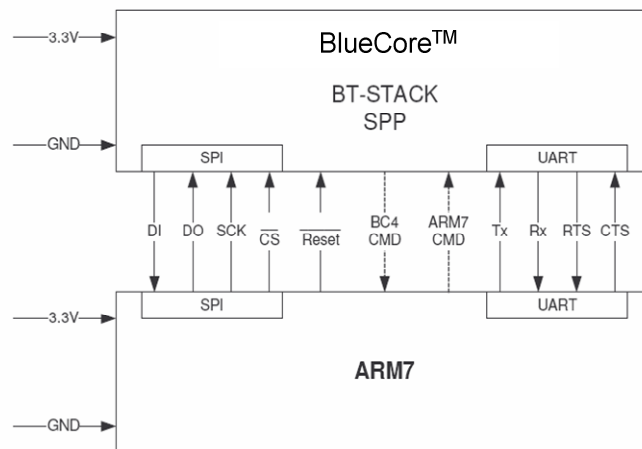 BlueCore™
3.3V
BT-STACK
SPP
GND
SPI
UART
DI
DO
SCK
CS
Reset
BC4
CMD
ARM7
CMD
Tx
Rx
RTS
CTS
SPI
UART
3.3V
ARM7
GND